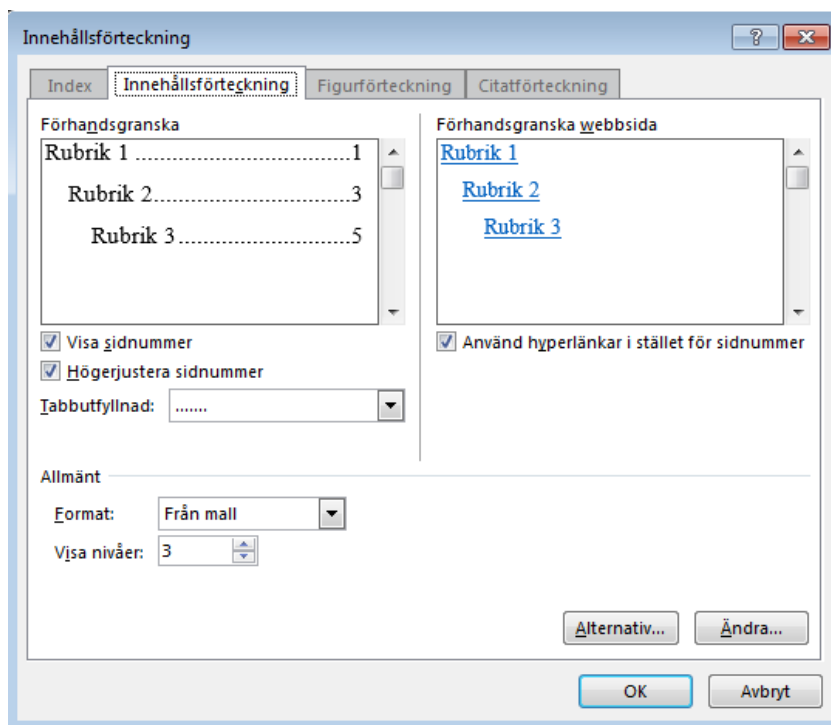 Innehållsförteckning
Index Innehållsförteckning Figurförteckning Citatförteckning
Förhandsgranska
Rubrik 1 ...............................1
Rubrik 2............................3
Rubrik 3........................5
Visa sidnummer
Högerjustera sidnummer
Tabbutfyllnad: .......
Förhandsgranska webbsida
Rubrik 1
Rubrik 2
Rubrik 3
Använd hyperlänkar i stället för sidnummer
Allmänt
Format: Från mall
Visa nivåer: 3
Alternativ... Ändra...
OK Avbryt